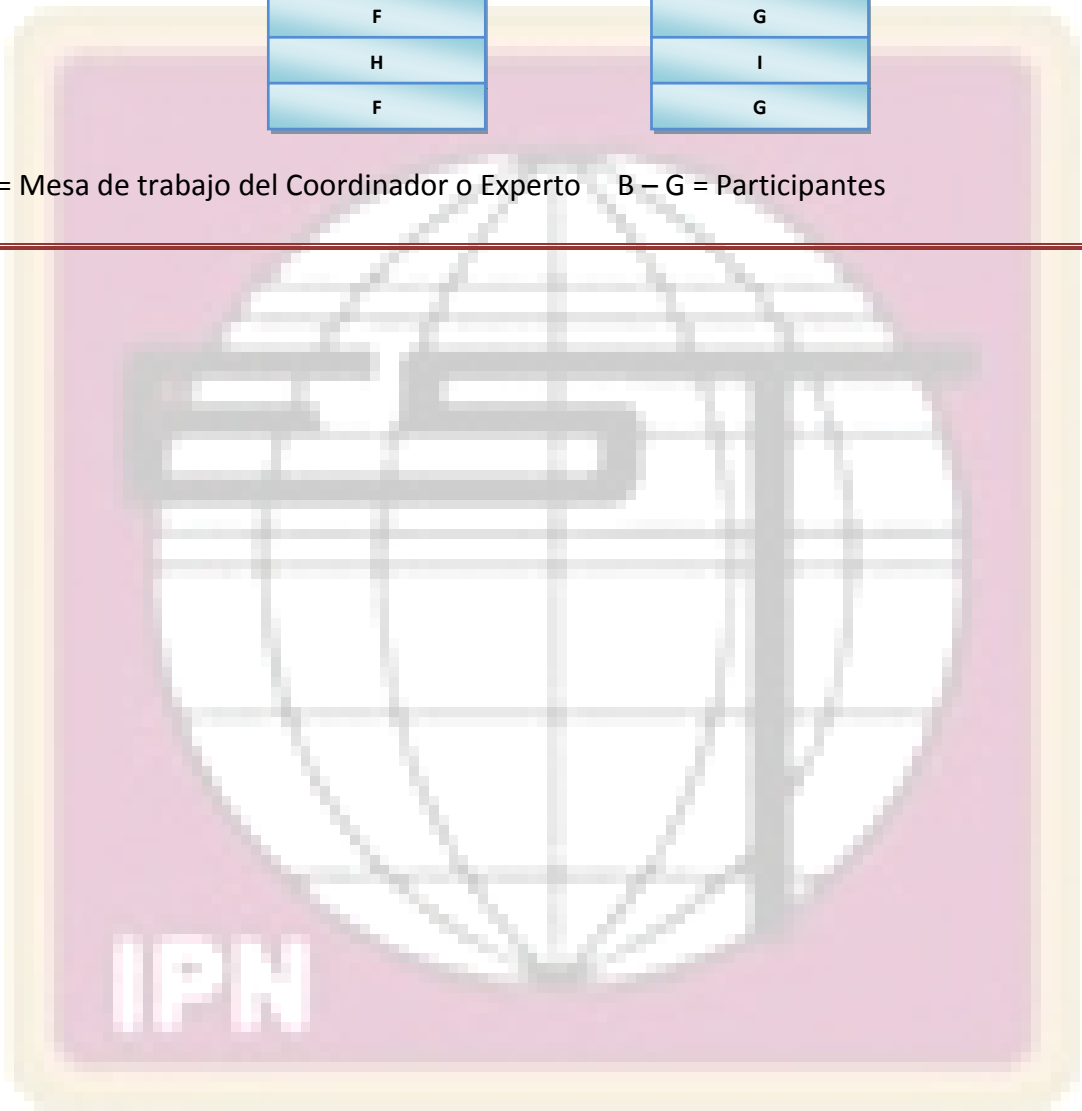 F G
H I
F G
= Mesa de trabajo del Coordinador o Experto B – G = Participantes
EST
IPN